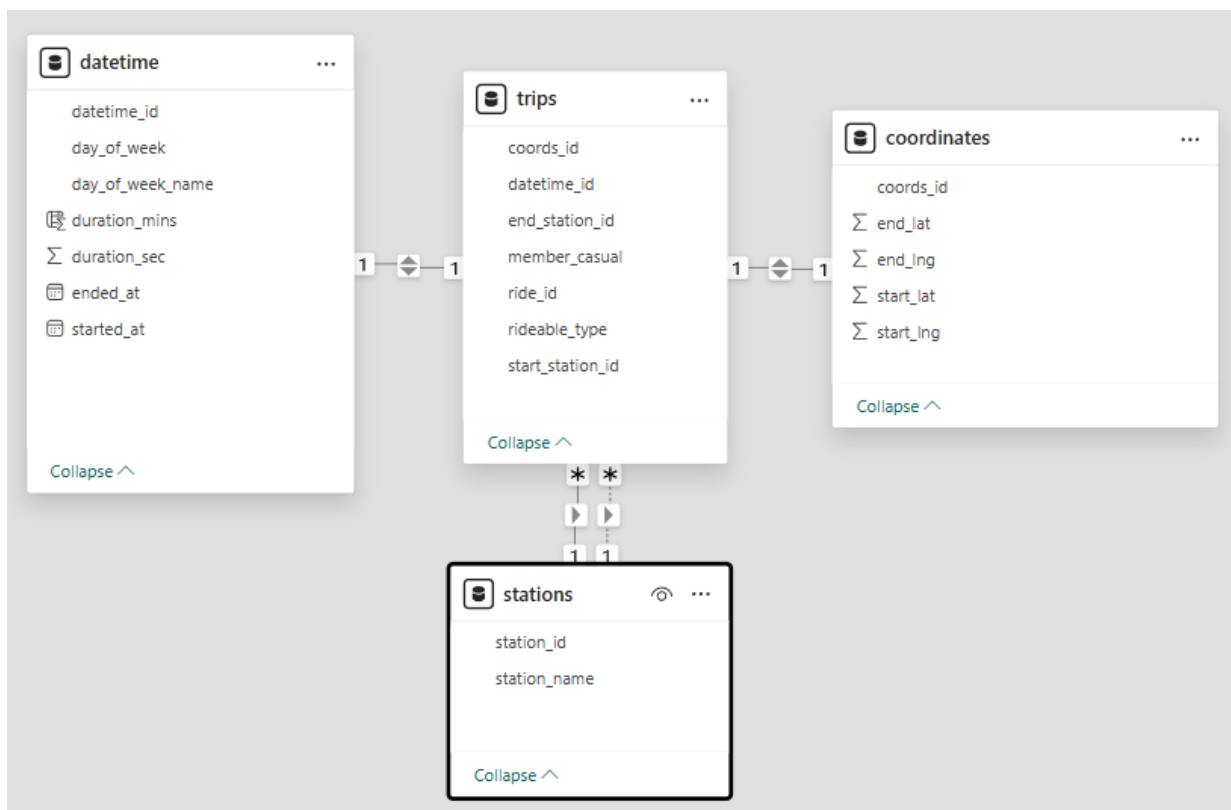 datetime
datetime_id
day_of_week
day_of_week_name
duration_mins
Σ duration_sec
ended_at
started_at
Collapse
1
1
trips
coords_id
datetime_id
end_station_id
member_casual
ride_id
rideable_type
start_station_id
Collapse
1
1
coordinates
coords_id
Σ end_lat
Σ end_lng
Σ start_lat
Σ start_lng
Collapse
* *
1 1
stations
station_id
station_name
Collapse